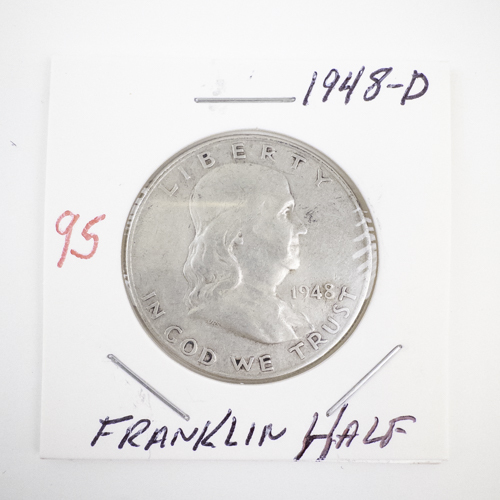 1948-D
LIBERTY
95
1948
IN GOD WE TRUST
FRANKLIN HALF